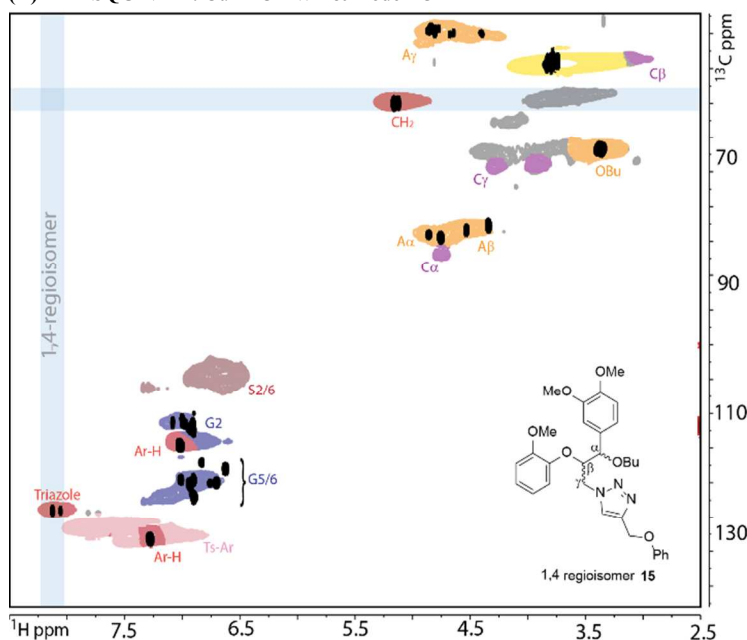 ¹³C ppm
Aγ
Cβ
CH₂
70
Cγ
OBu
Aα
Aβ
Cα
90
1,4-regioisomer
S2/6
OMe
MeO
G2
110
Ar-H
OMe
α
O
OBu
G5/6
β
γ
N
N
N
Triazole
130
Ts-Ar
Ar-H
O
Ph
1,4 regioisomer 15
¹H ppm 7.5 6.5 5.5 4.5 3.5 2.5